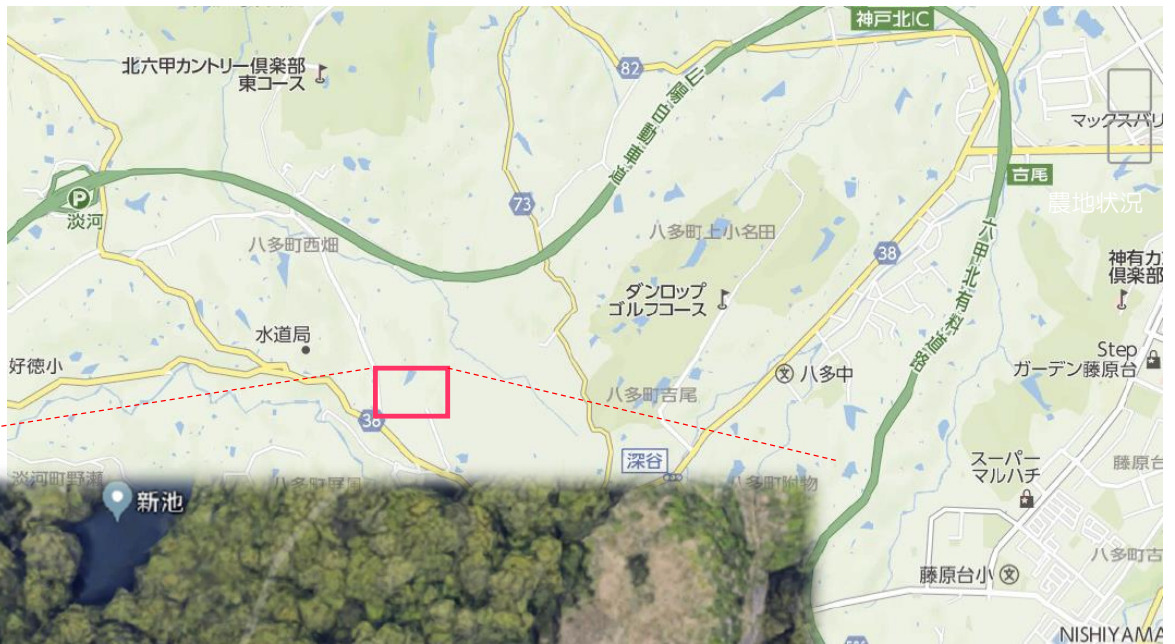 神戸北IC
北六甲カントリー倶楽部
東コース
82
山陽自動車道
マックスバリ
吉尾
P
淡河
73
農地状況
八多町西畑
八多町上小名田
38
六甲北有料道路
神有カ
倶楽部
ダンロップ
ゴルフコース
水道局
好徳小
Step
ガーデン藤原台
文 八多中
八多町吉尾
38
深谷
スーパー
マルハチ
藤原台
淡河町野瀬
八多町附物
新池
八多町吉
藤原台小 文
NISHIYAMA